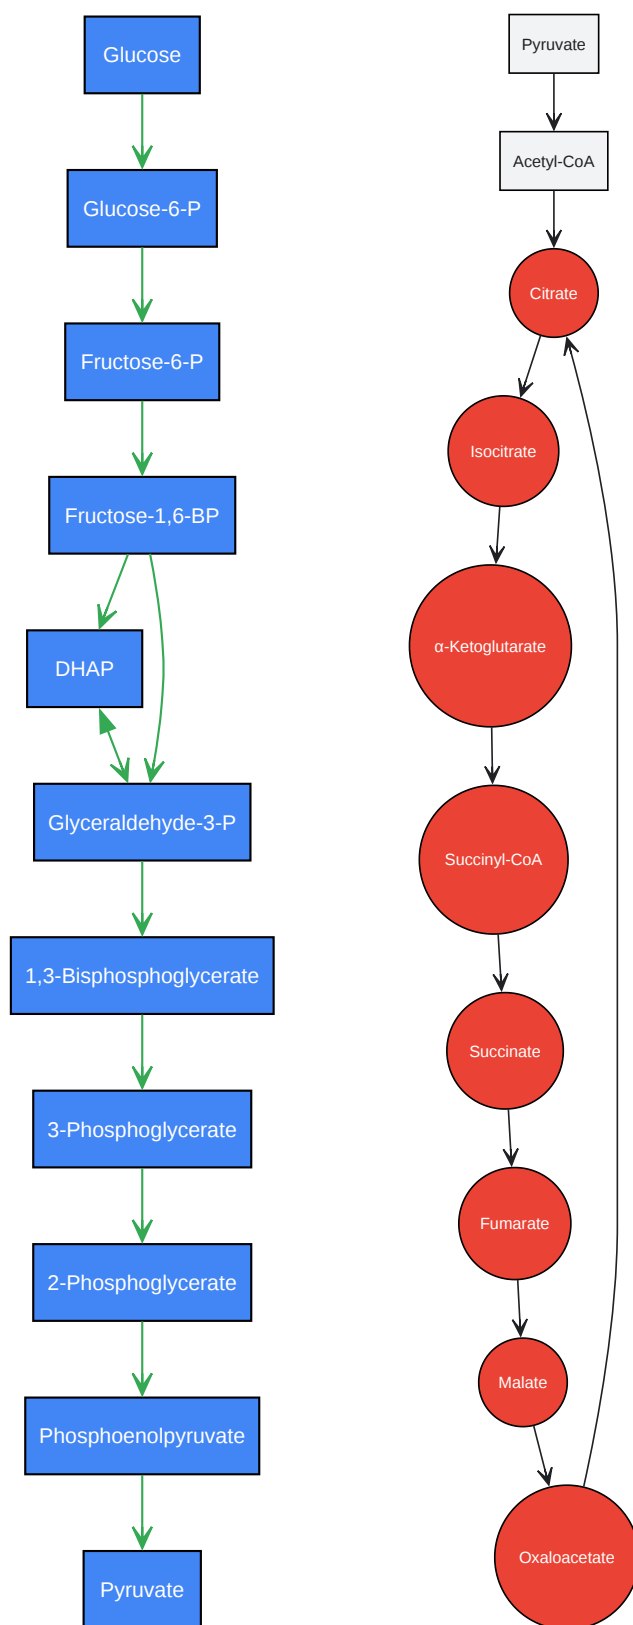 Glucose
Glucose-6-P
Fructose-6-P
Fructose-1,6-BP
DHAP
Glyceraldehyde-3-P
1,3-Bisphosphoglycerate
3-Phosphoglycerate
2-Phosphoglycerate
Phosphoenolpyruvate
Pyruvate
Pyruvate
Acetyl-CoA
Citrate
Isocitrate
α-Ketoglutarate
Succinyl-CoA
Succinate
Fumarate
Malate
Oxaloacetate